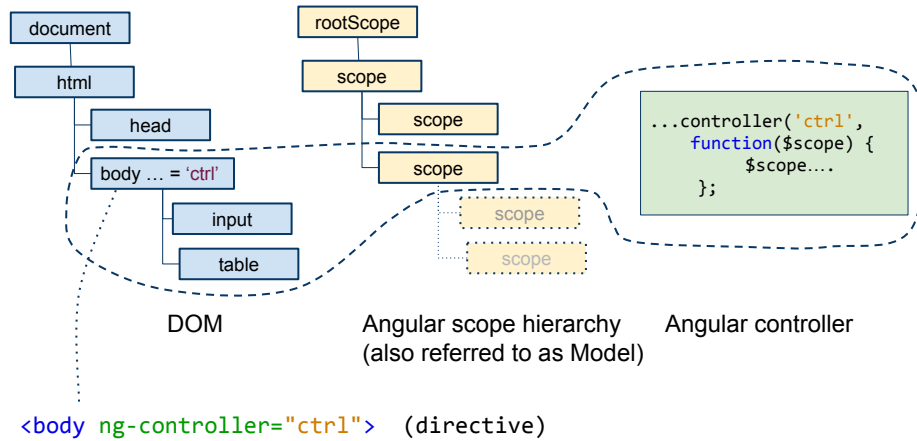 document
html
head
body … = ‘ctrl’
input
table
rootScope
scope
scope
scope
scope
scope
...controller('ctrl',
function($scope) {
$scope….
};
DOM
Angular scope hierarchy
(also referred to as Model)
Angular controller
<body ng-controller="ctrl"> (directive)